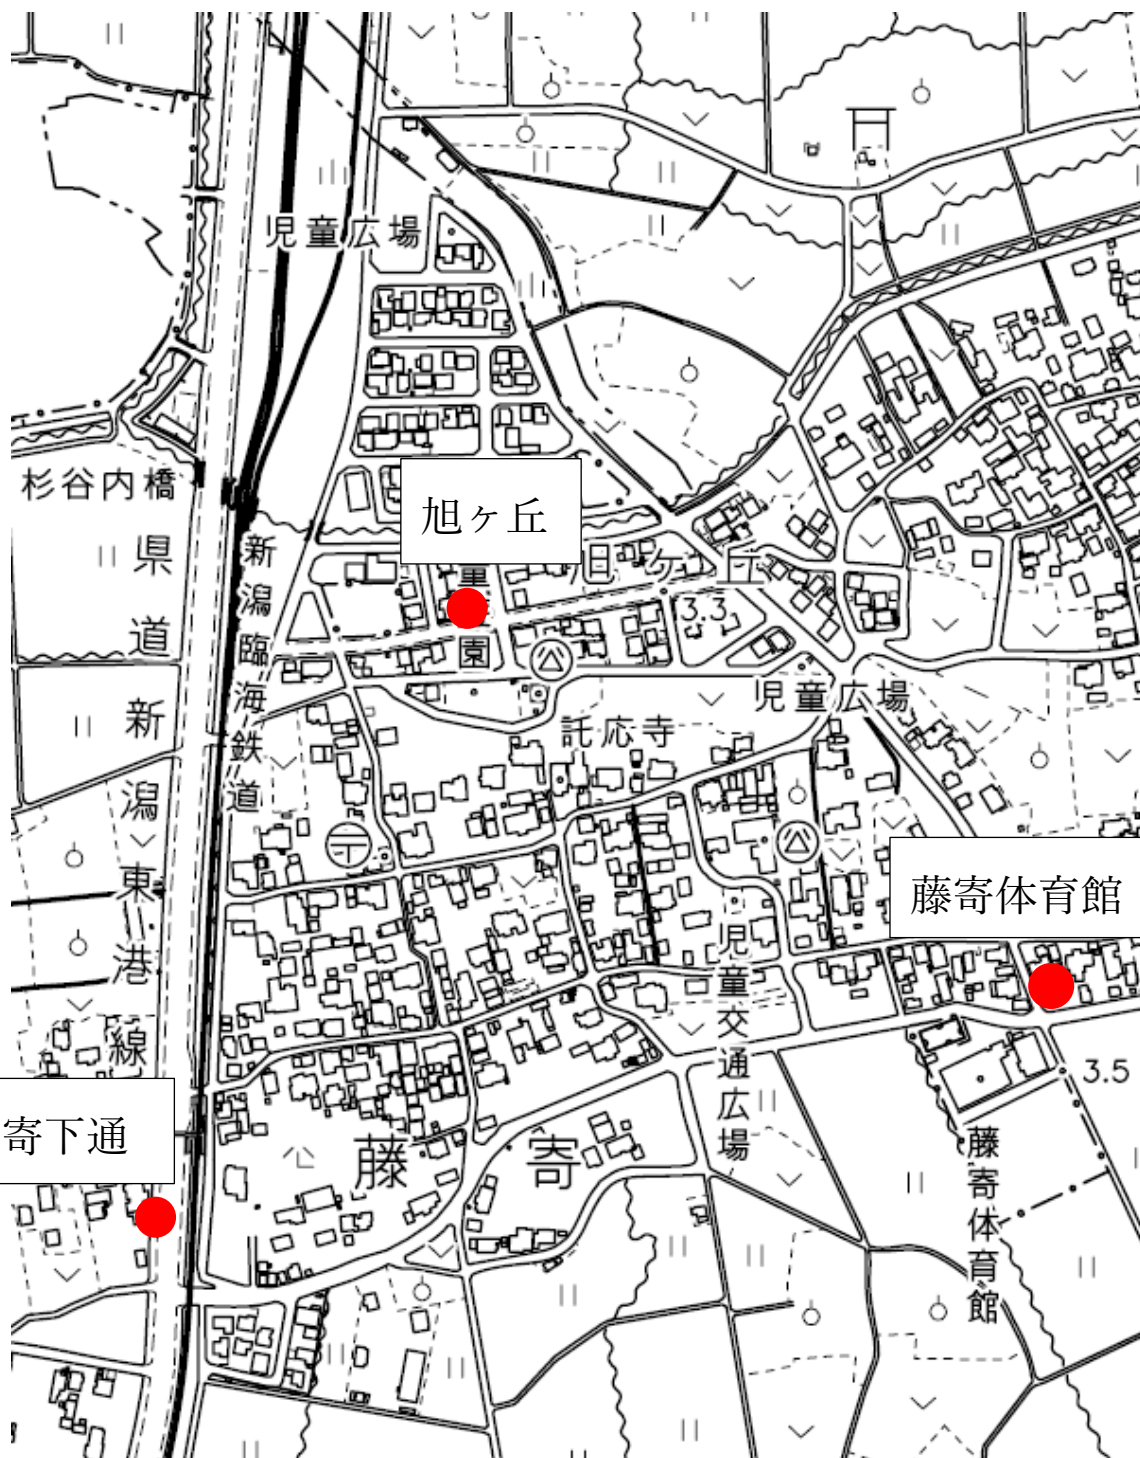 児童広場
杉谷内橋
旭ヶ丘
県道新潟東港線
新潟臨海鉄道
童
園
旭ヶ丘
3.3
児童広場
託応寺
藤寄体育館
児童交通広場
3.5
寄下通
藤寄
藤寄体育館